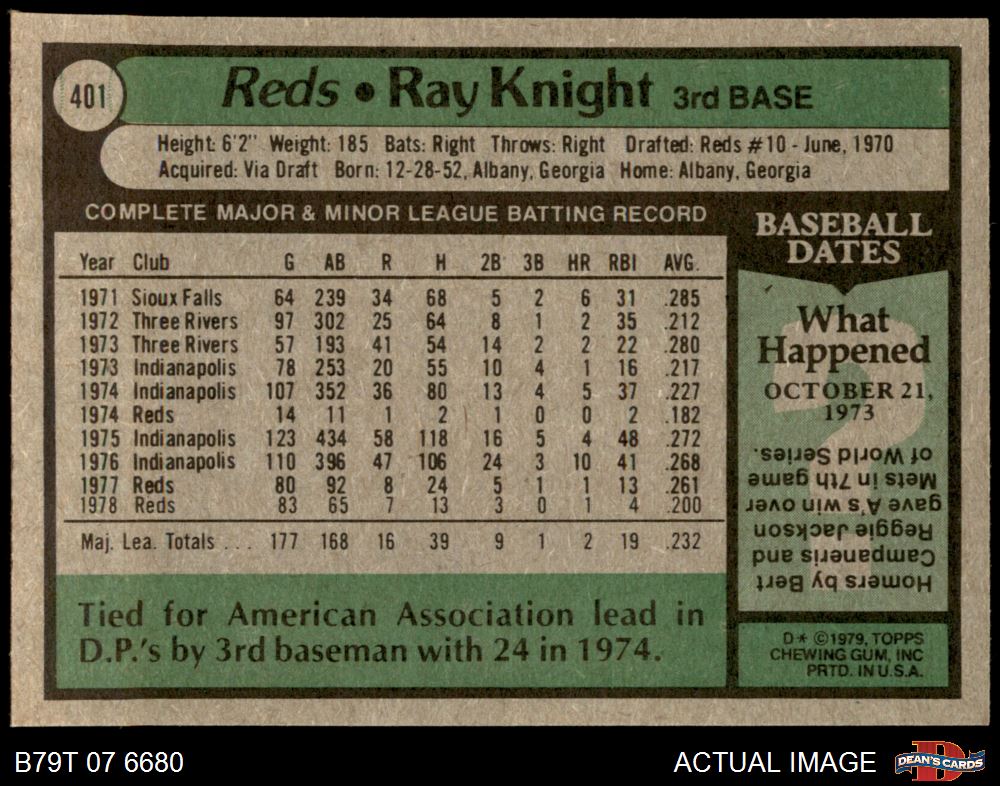 401
Reds • Ray Knight 3rd BASE
Height: 6'2" Weight: 185 Bats: Right Throws: Right Drafted: Reds #10 - June, 1970
Acquired: Via Draft Born: 12-28-52, Albany, Georgia Home: Albany, Georgia
COMPLETE MAJOR & MINOR LEAGUE BATTING RECORD
Year Club G AB R H 2B 3B HR RBI AVG.
1971 Sioux Falls 64 239 34 68 5 2 6 31 .285
1972 Three Rivers 97 302 25 64 8 1 2 35 .212
1973 Three Rivers 57 193 41 54 14 2 2 22 .280
1973 Indianapolis 78 253 20 55 10 4 1 16 .217
1974 Indianapolis 107 352 36 80 13 4 5 37 .227
1974 Reds 14 11 1 2 1 0 0 2 .182
1975 Indianapolis 123 434 58 118 16 5 4 48 .272
1976 Indianapolis 110 396 47 106 24 3 10 41 .268
1977 Reds 80 92 8 24 5 1 1 13 .261
1978 Reds 83 65 7 13 3 0 1 4 .200
Maj. Lea. Totals . . . 177 168 16 39 9 1 2 19 .232
Tied for American Association lead in
D.P.'s by 3rd baseman with 24 in 1974.
BASEBALL
DATES
What
Happened
OCTOBER 21,
1973
Homers by Bert
Campaneris and
Reggie Jackson
gave A's win over
Mets in 7th game
of World Series.
D* ©1979, TOPPS
CHEWING GUM, INC
PRTD. IN U.S.A.
B79T 07 6680
ACTUAL IMAGE
D
DEAN'S CARDS